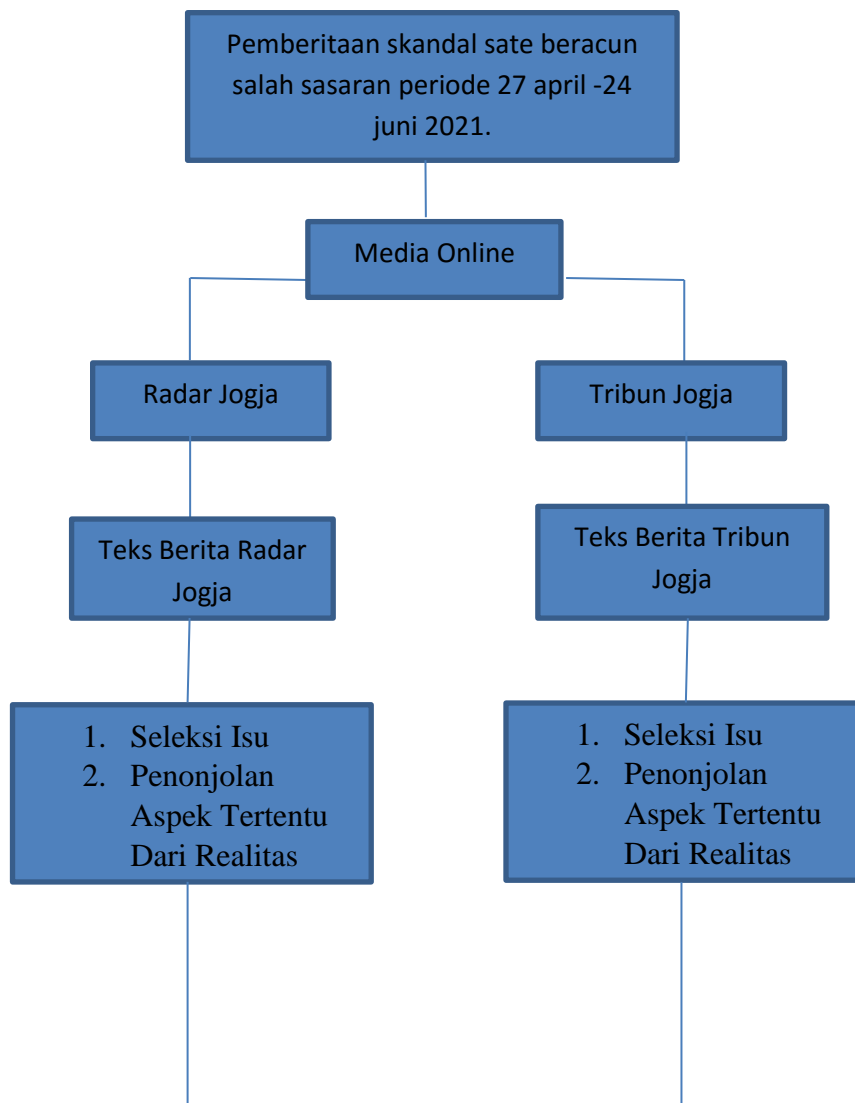 Pemberitaan skandal sate beracun
salah sasaran periode 27 april -24
juni 2021.
Media Online
Radar Jogja
Tribun Jogja
Teks Berita Radar
Jogja
Teks Berita Tribun
Jogja
1. Seleksi Isu
2. Penonjolan
Aspek Tertentu
Dari Realitas
1. Seleksi Isu
2. Penonjolan
Aspek Tertentu
Dari Realitas